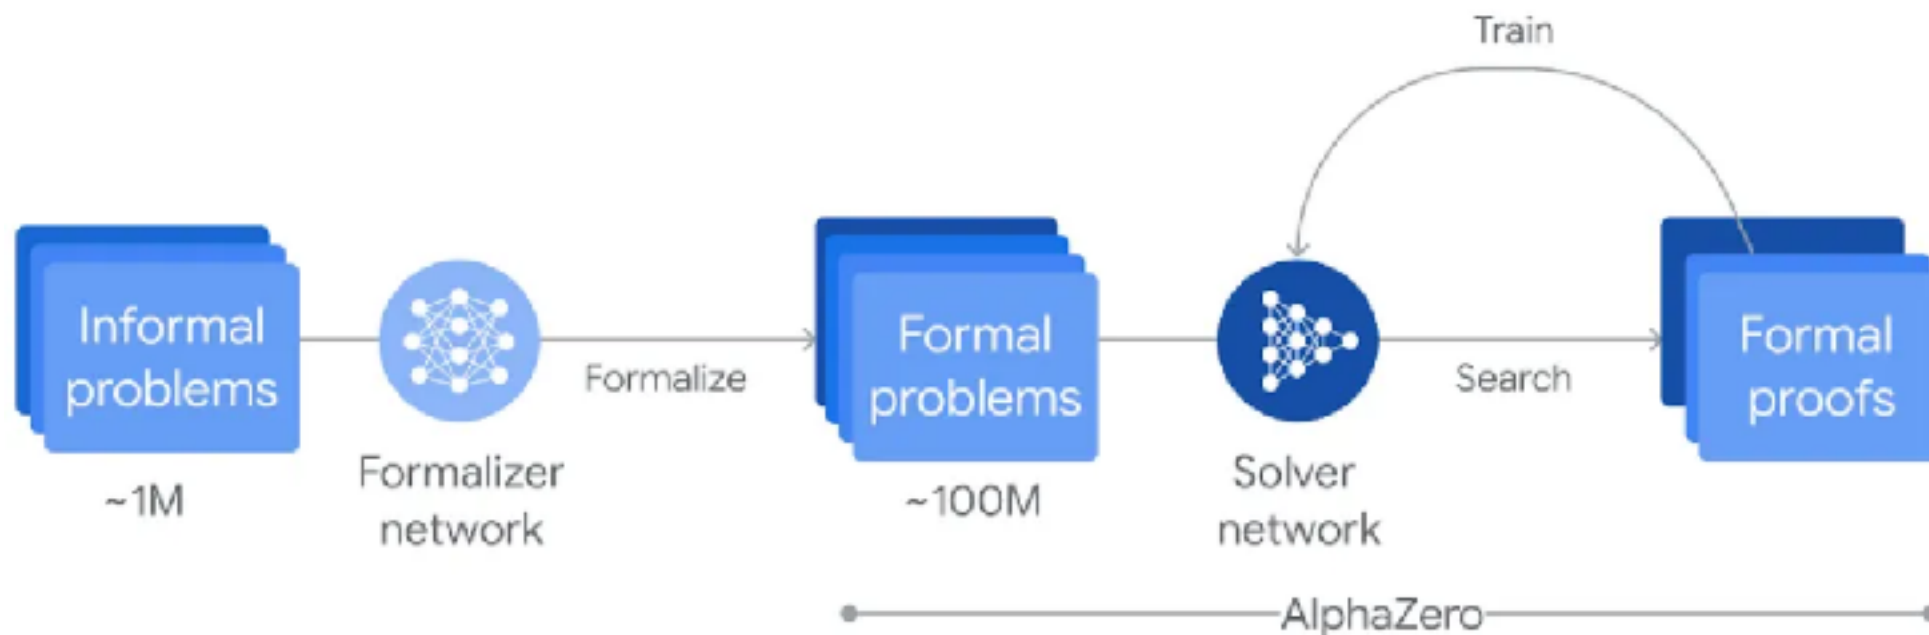 Train
Informal
problems
~1M
Formalizer
network
Formalize
Formal
problems
~100M
Solver
network
Search
Formal
proofs
AlphaZero